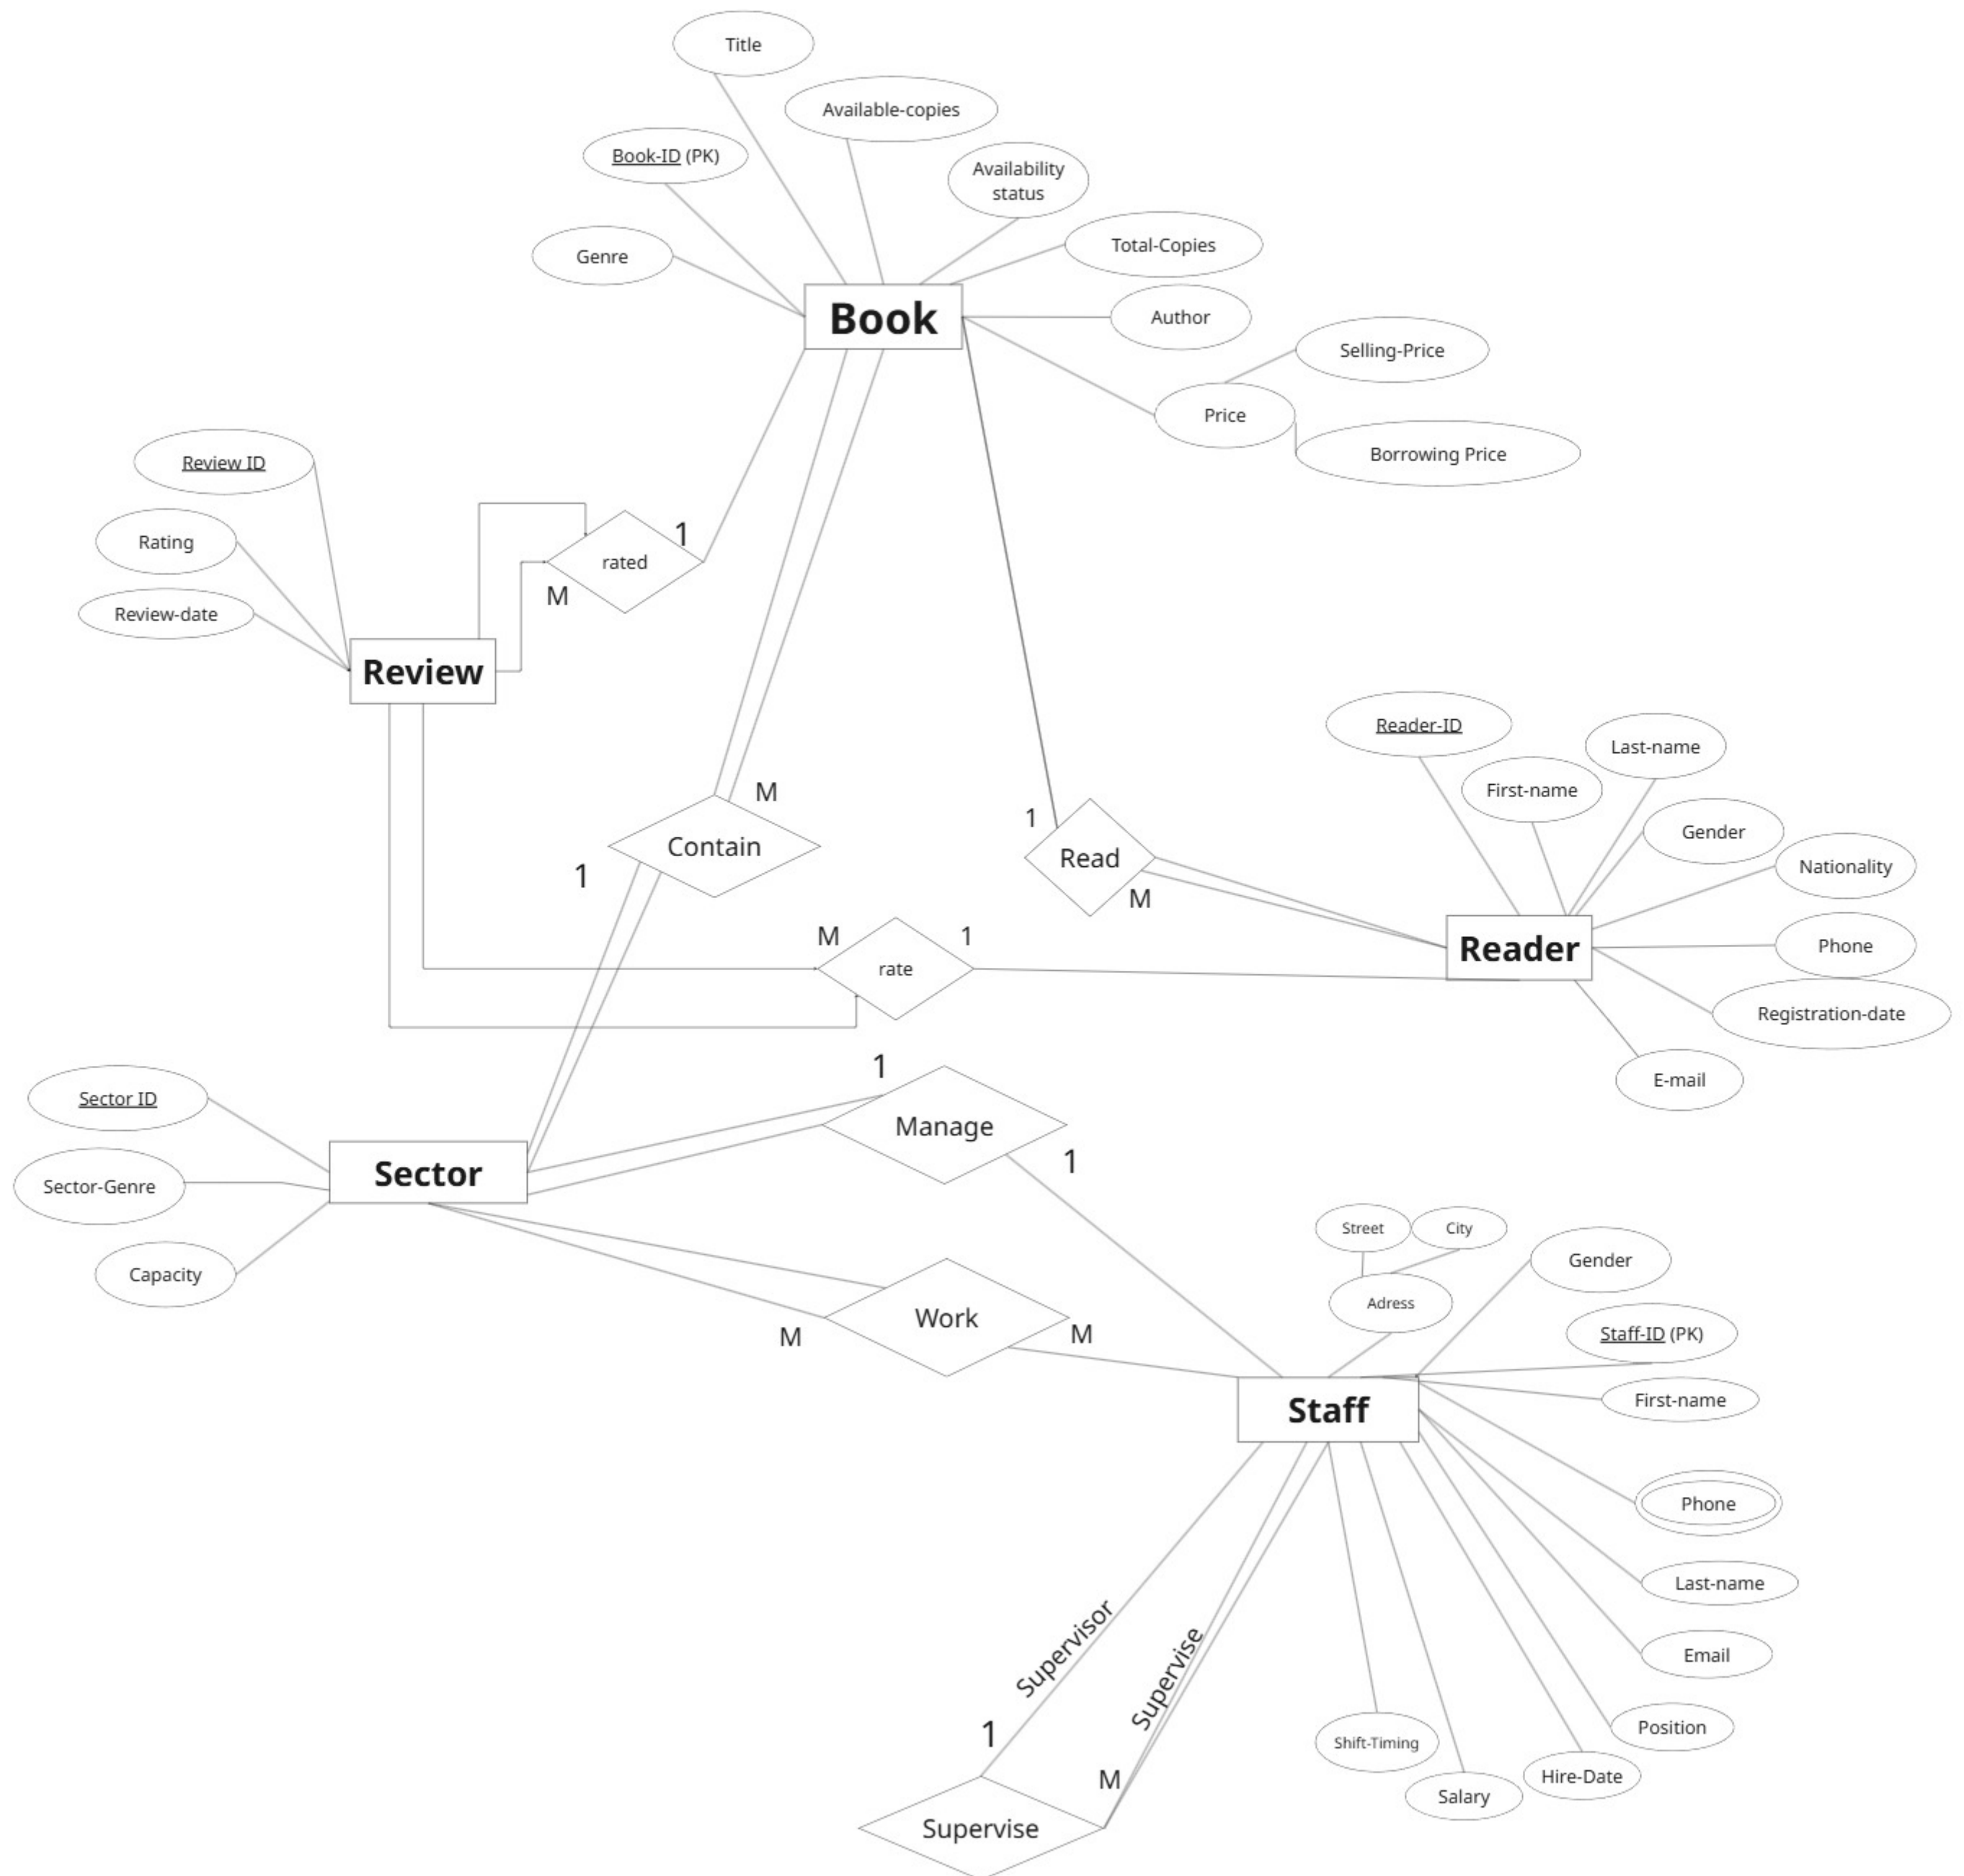 Title
Available-copies
Book-ID (PK)
Availability
status
Genre
Total-Copies
Book
Author
Selling-Price
Price
Borrowing Price
Review ID
Rating
Review-date
Review
rated
1
M
M
Contain
1
1
Read
M
Reader-ID
Last-name
First-name
Gender
Nationality
Reader
Phone
Registration-date
E-mail
M
1
rate
Sector ID
Sector-Genre
Capacity
Sector
1
Manage
1
Work
M
M
Street
City
Adress
Gender
Staff-ID (PK)
First-name
Staff
Phone
Last-name
Email
Position
Hire-Date
Salary
Shift-Timing
Supervisor
Supervise
1
M
Supervise